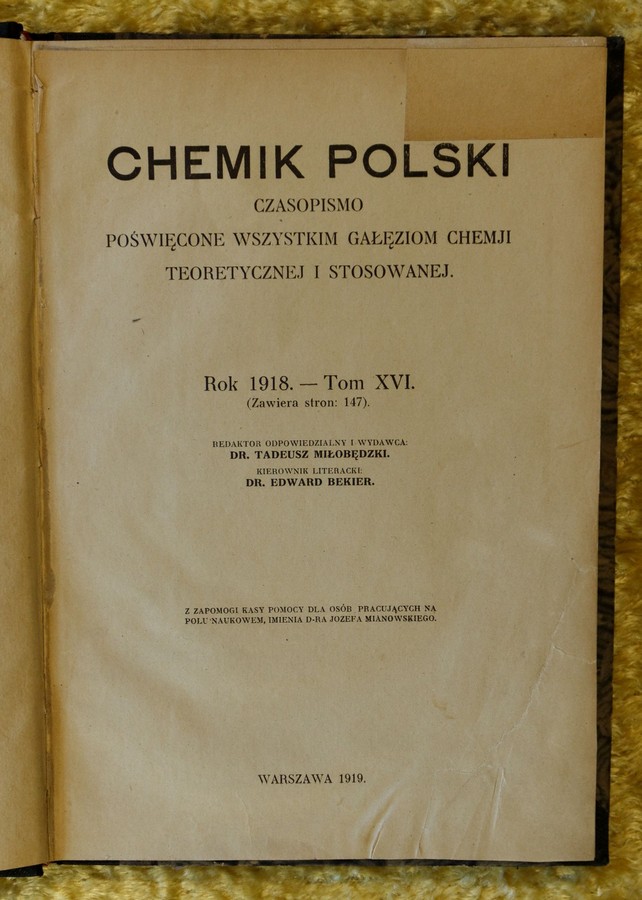 CHEMIK POLSKI
CZASOPISMO
POŚWIĘCONE WSZYSTKIM GAŁĘZIOM CHEMJI
TEORETYCZNEJ I STOSOWANEJ.
Rok 1918. — Tom XVI.
(Zawiera stron: 147).
REDAKTOR ODPOWIEDZIALNY I WYDAWCA:
DR. TADEUSZ MIŁOBĘDZKI.
KIEROWNIK LITERACKI:
DR. EDWARD BEKIER.
Z ZAPOMOGI KASY POMOCY DLA OSÓB PRACUJĄCYCH NA
POLU NAUKOWEM, IMIENIA D-RA JOZEFA MIANOWSKIEGO.
WARSZAWA 1919.